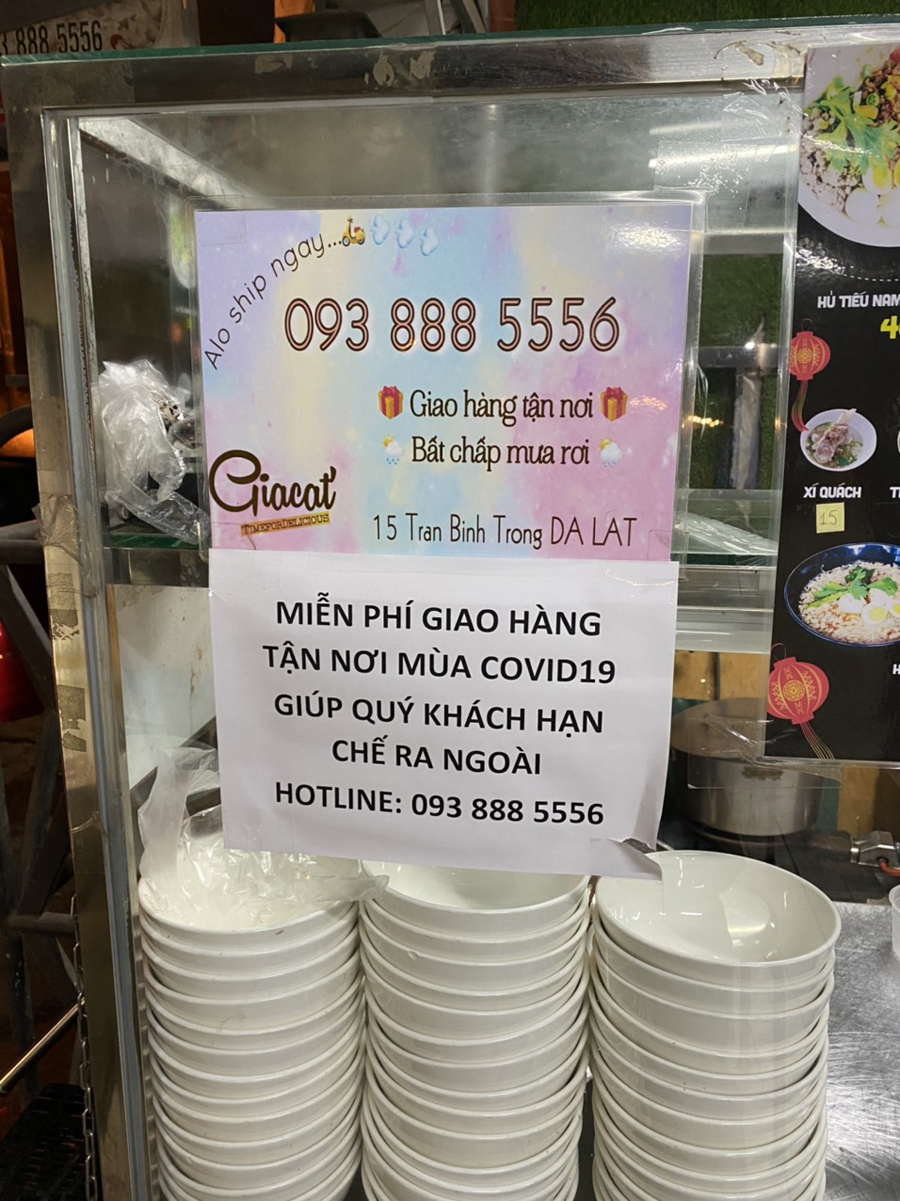 3 888 5556
Alo ship ngay...
093 888 5556
Giao hàng tận nơi
Bất chấp mưa rơi
Giacat'
TIMEFORDELICIOUS
15 Tran Binh Trong DA LAT
MIỄN PHÍ GIAO HÀNG
TẬN NƠI MÙA COVID19
GIÚP QUÝ KHÁCH HẠN
CHẾ RA NGOÀI
HOTLINE: 093 888 5556
HỦ TIẾU NAM
XÍ QUÁCH
15